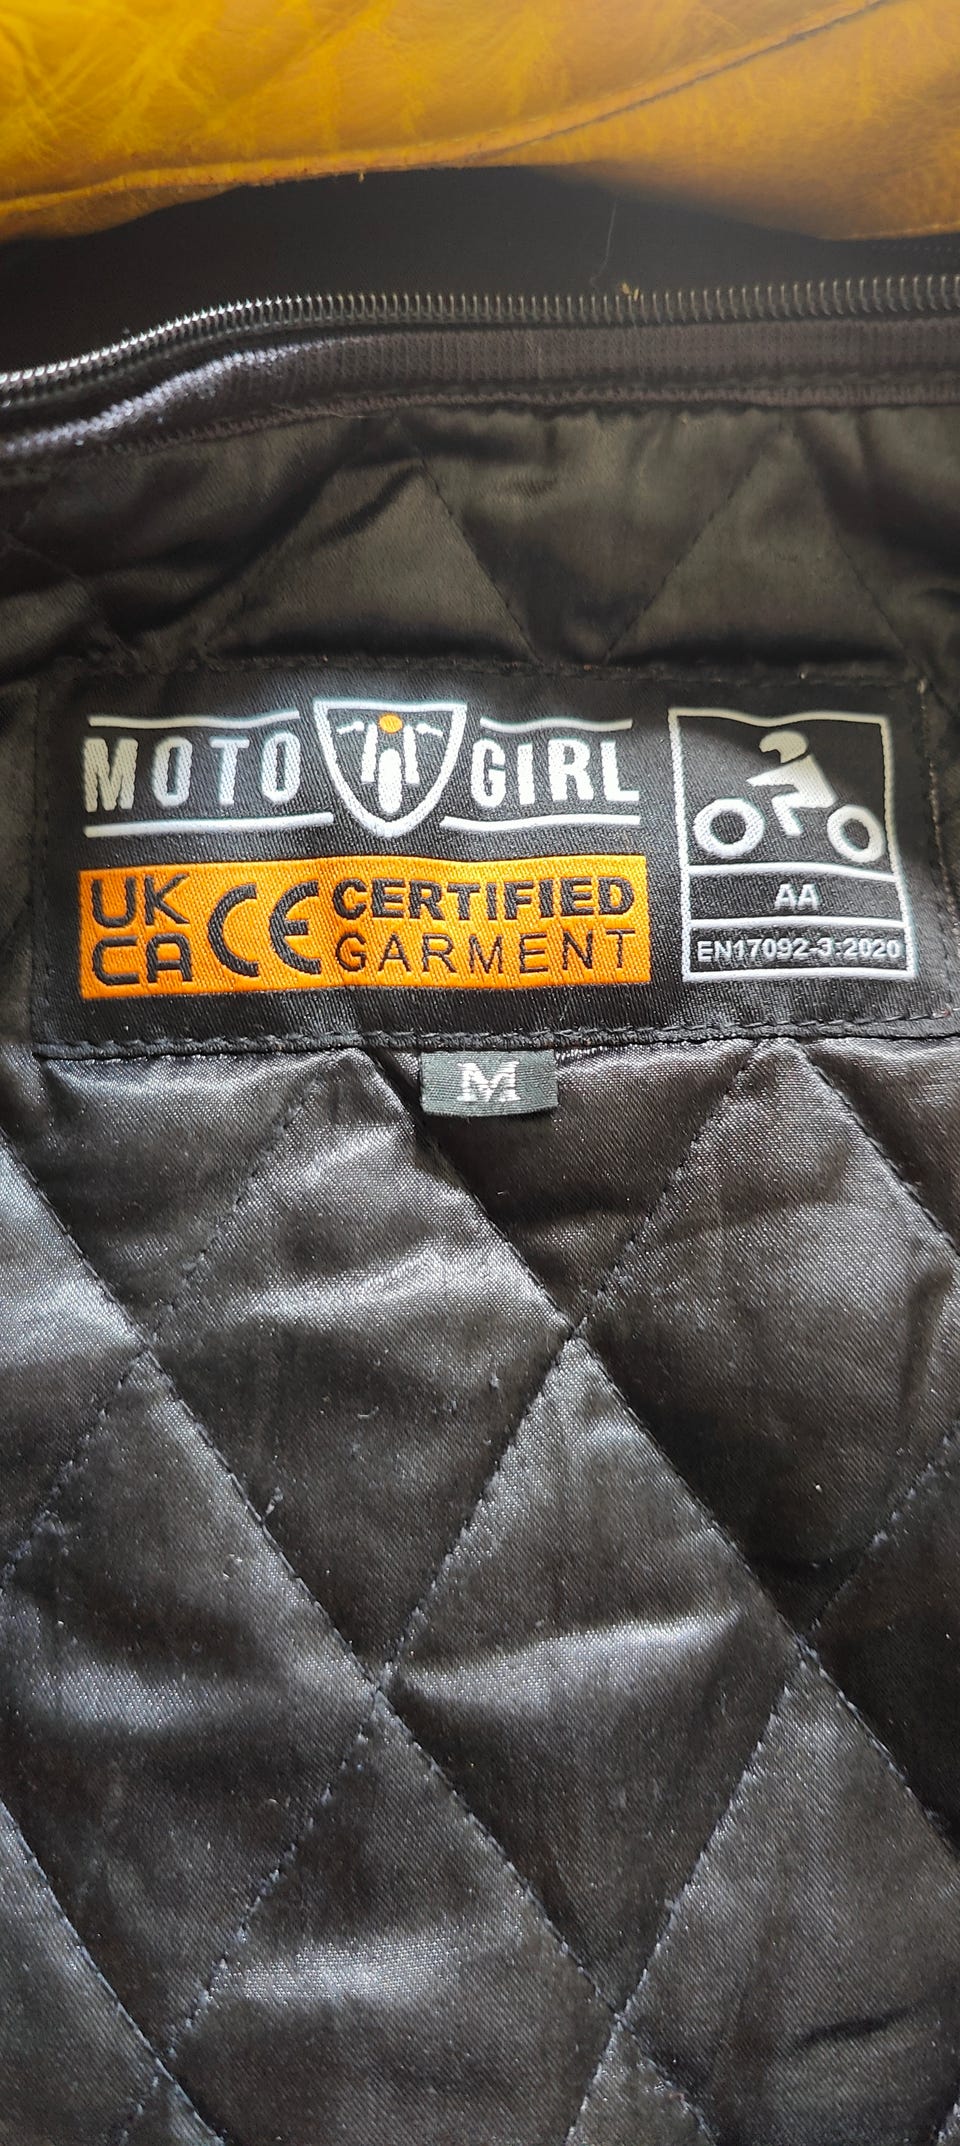 MOTO GIRL
UK
CA CE CERTIFIED
GARMENT
AA
EN17092-3:2020
M